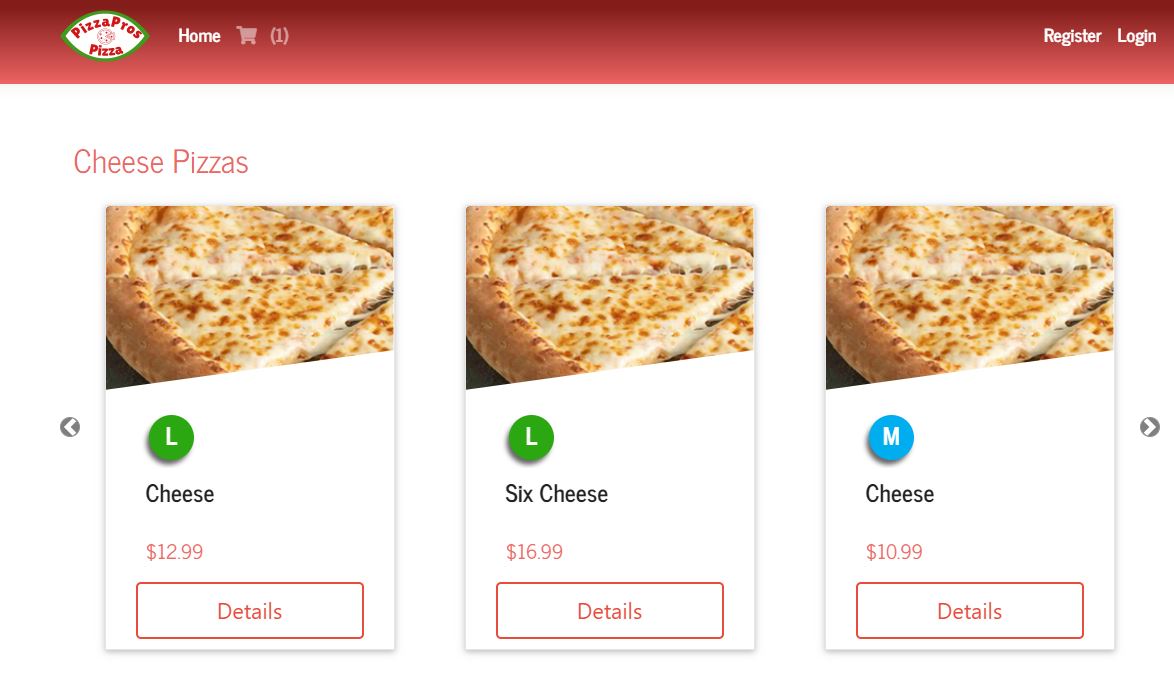 PizzaPros
Pizza
Home (1) Register Login
Cheese Pizzas
L L M
Cheese Six Cheese Cheese
$12.99 $16.99 $10.99
Details Details Details